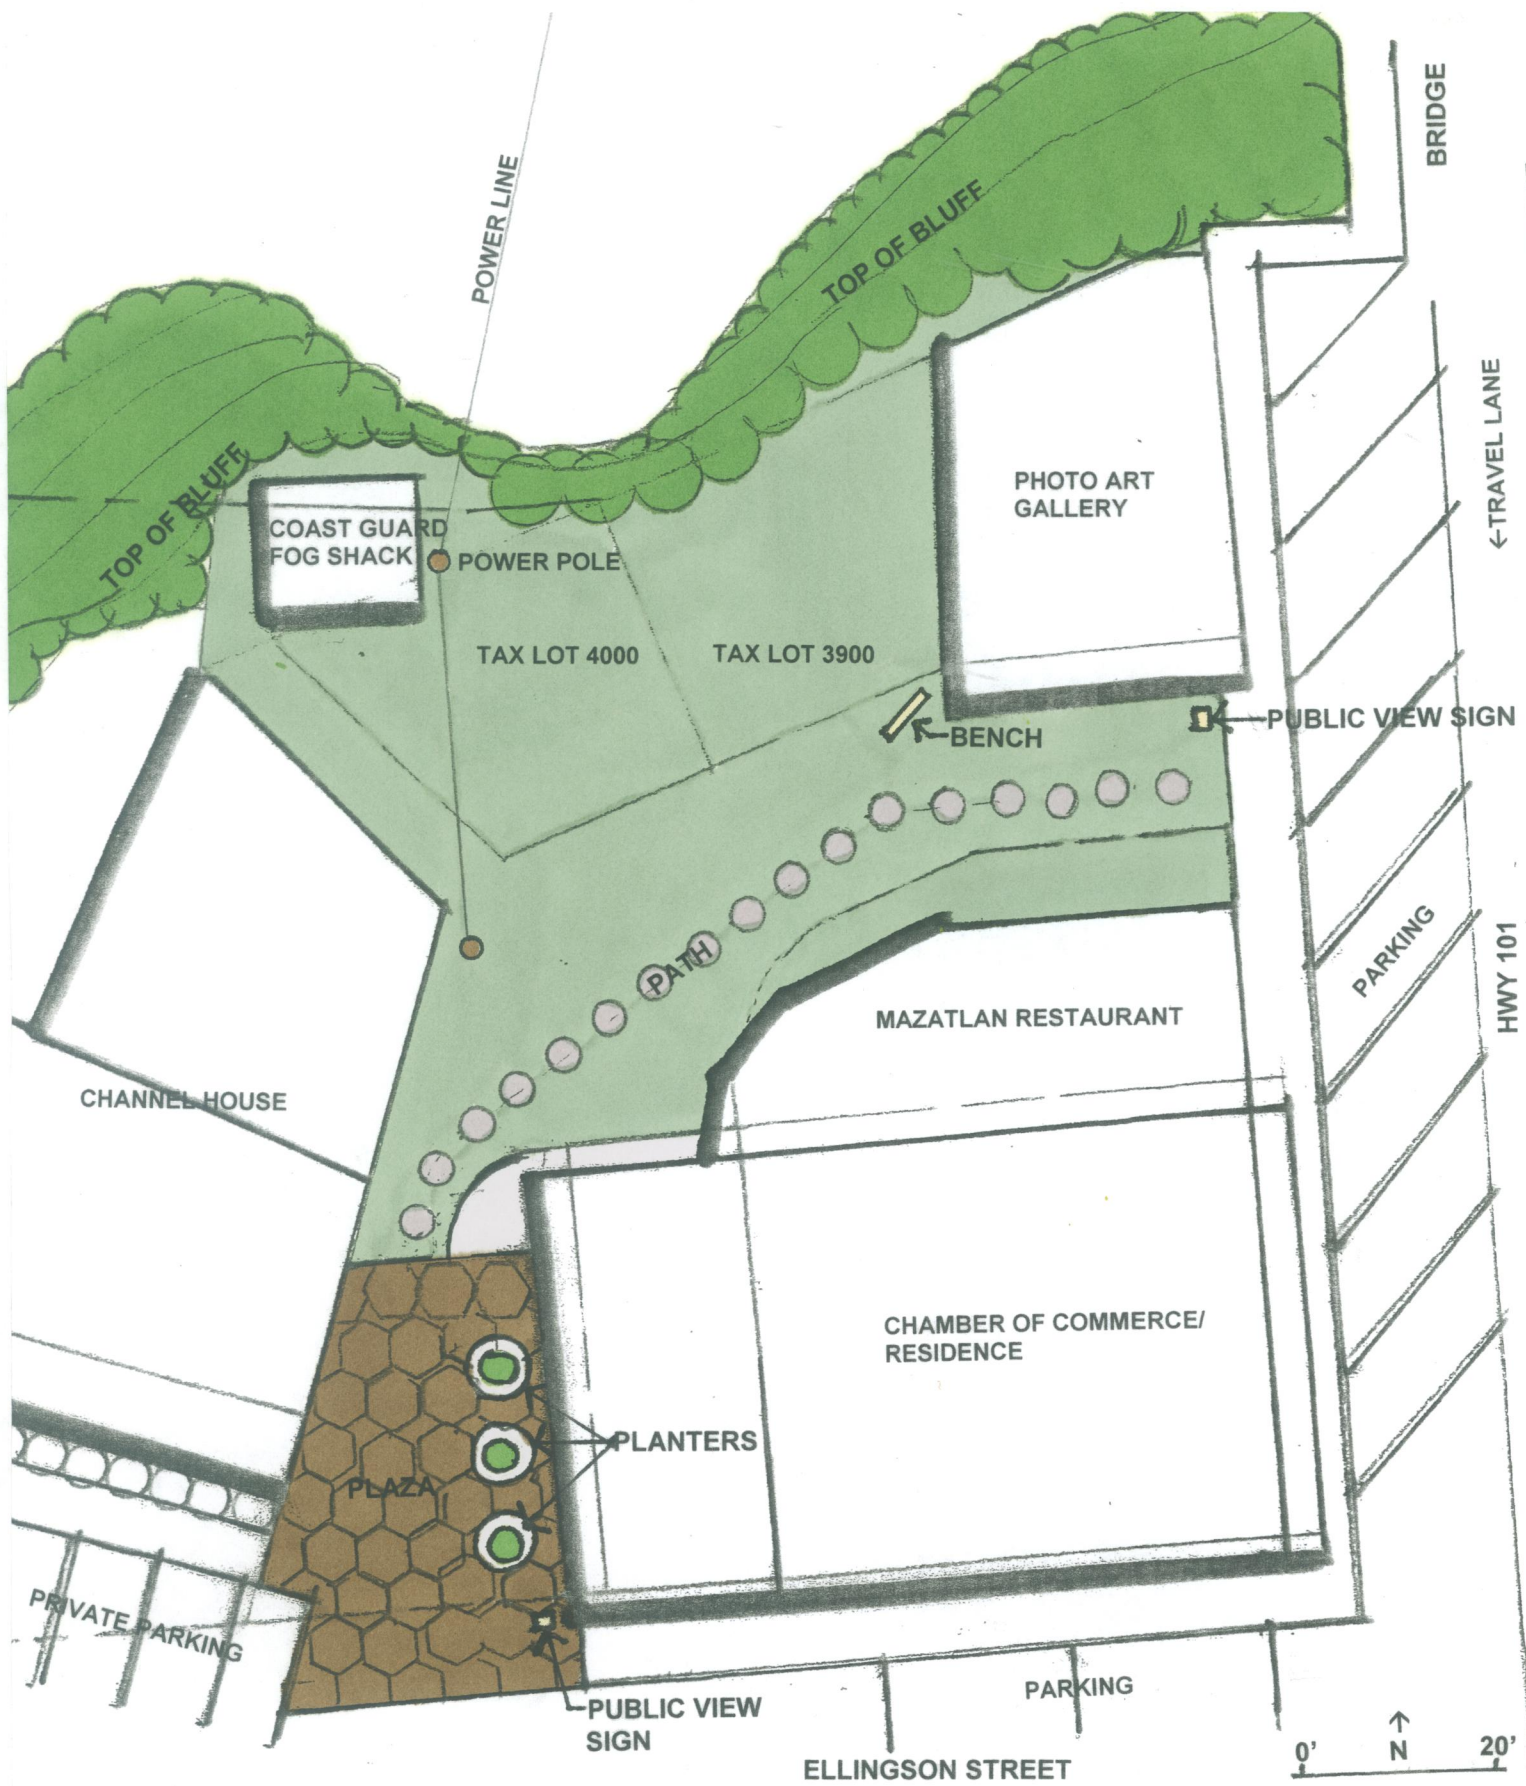 BRIDGE
POWER LINE
TOP OF BLUFF
←TRAVEL LANE
TOP OF BLUFF
PHOTO ART
GALLERY
COAST GUARD
FOG SHACK
POWER POLE
TAX LOT 4000
TAX LOT 3900
PUBLIC VIEW SIGN
BENCH
PARKING
HWY 101
PATH
MAZATLAN RESTAURANT
CHANNEL HOUSE
CHAMBER OF COMMERCE/
RESIDENCE
PLANTERS
PLAZA
PRIVATE PARKING
PUBLIC VIEW
SIGN
PARKING
ELLINGSON STREET
N
0' 20'